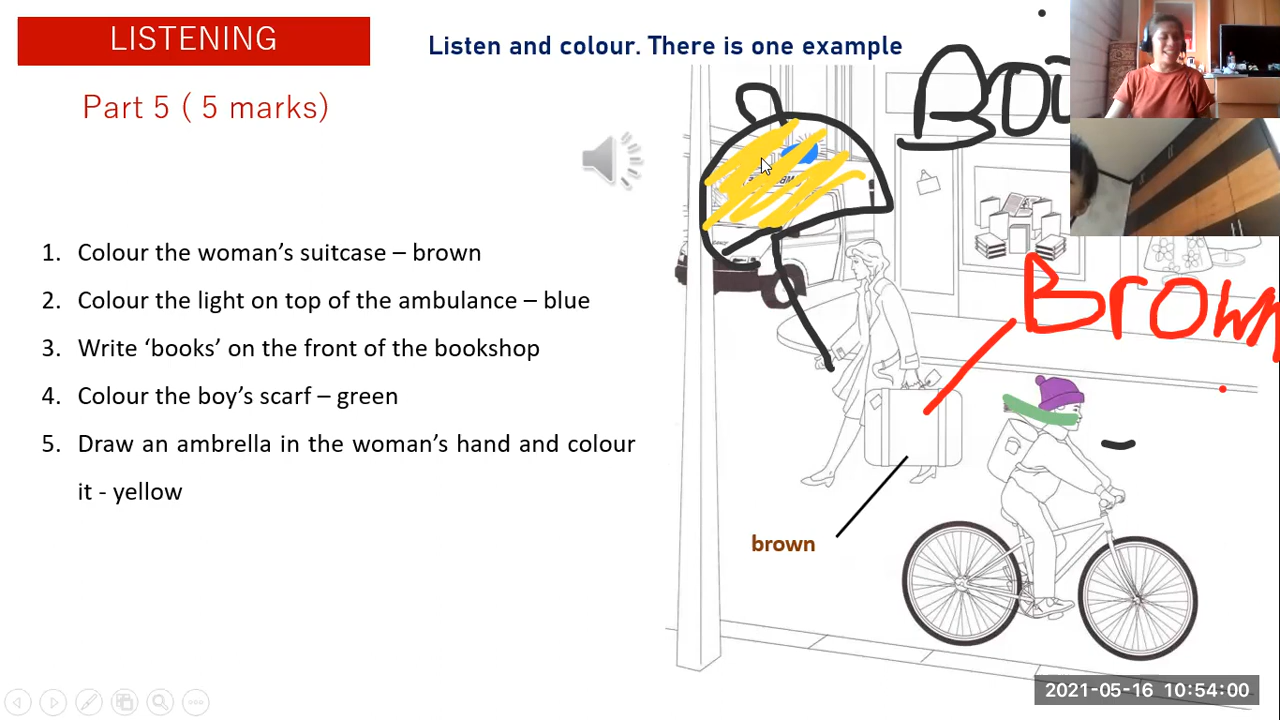 LISTENING
Listen and colour. There is one example
Part 5 ( 5 marks)
1. Colour the woman's suitcase – brown
2. Colour the light on top of the ambulance – blue
3. Write 'books' on the front of the bookshop
4. Colour the boy's scarf – green
5. Draw an ambrella in the woman's hand and colour
it - yellow
Brown
brown
2021-05-16 10:54:00